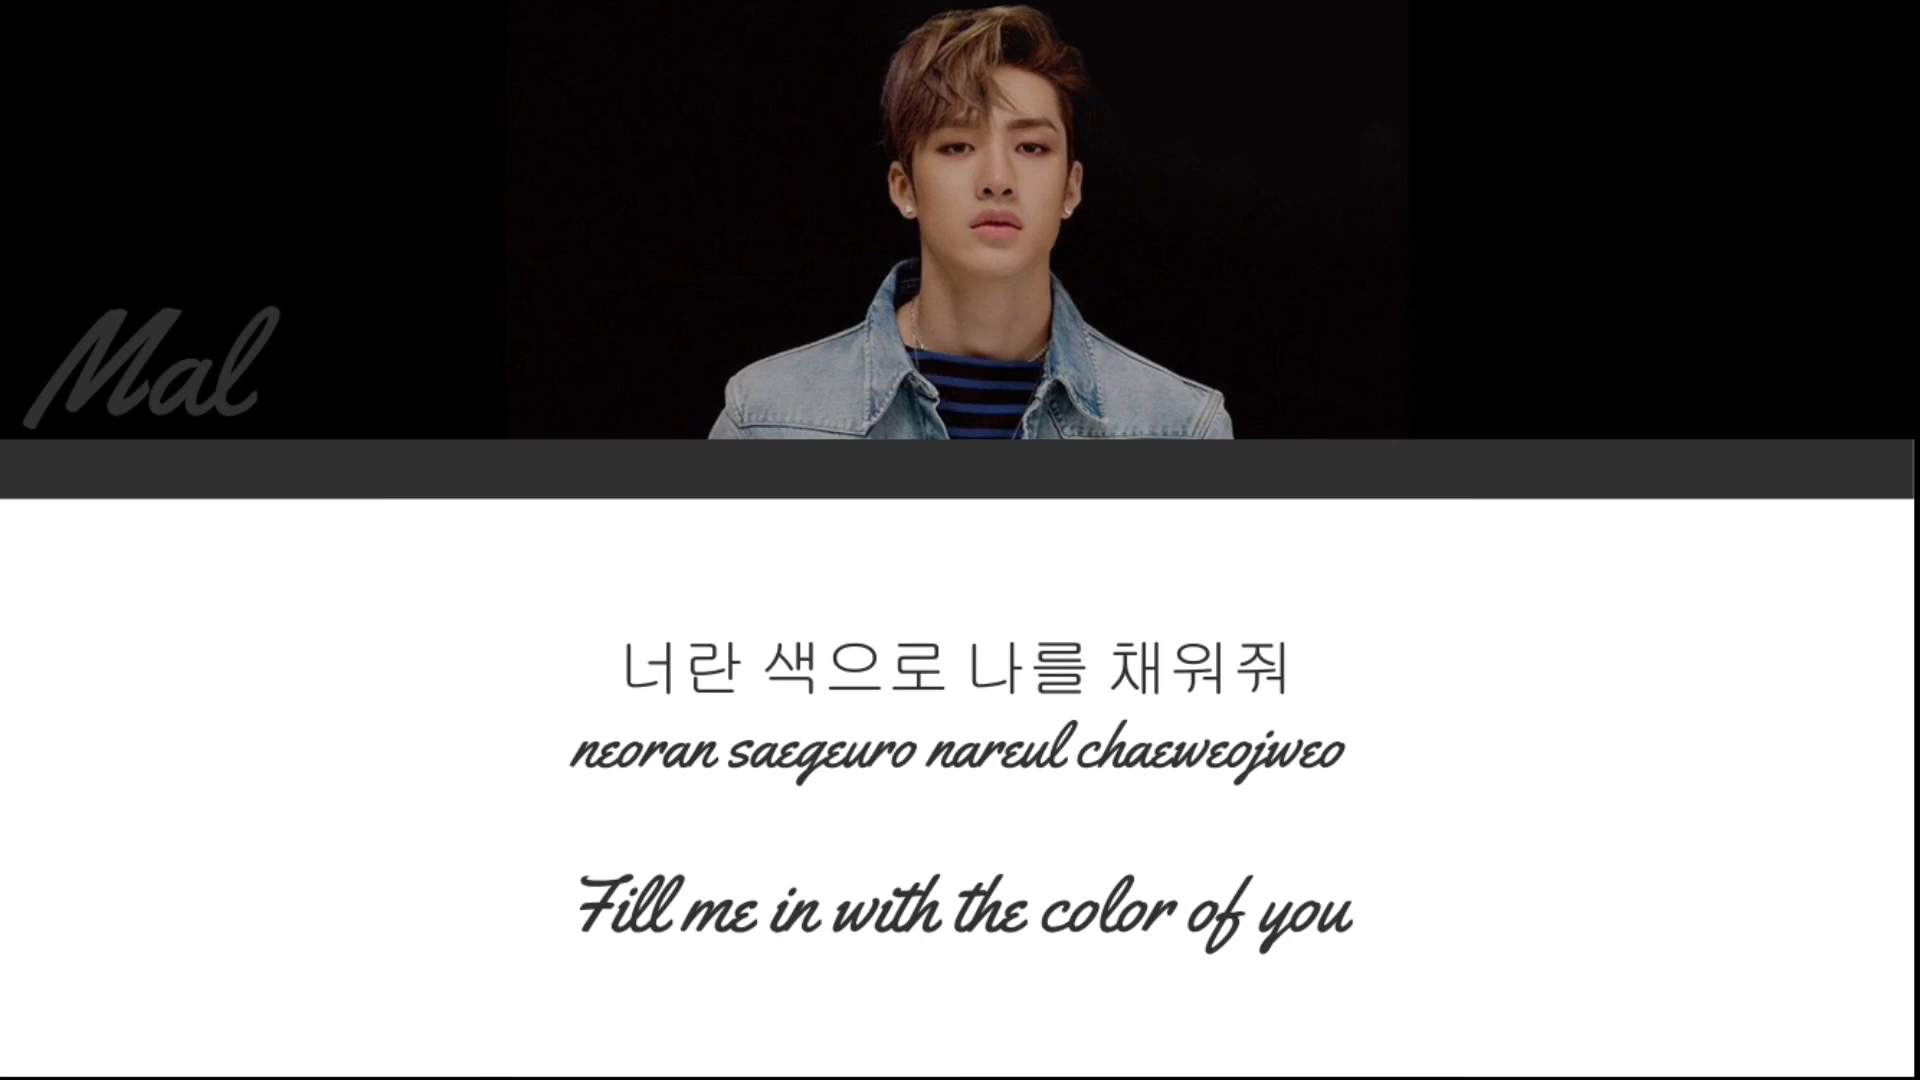 Mal
너란 색으로 나를 채워줘
neoran saegeuro nareul chaeweojweo
Fill me in with the color of you